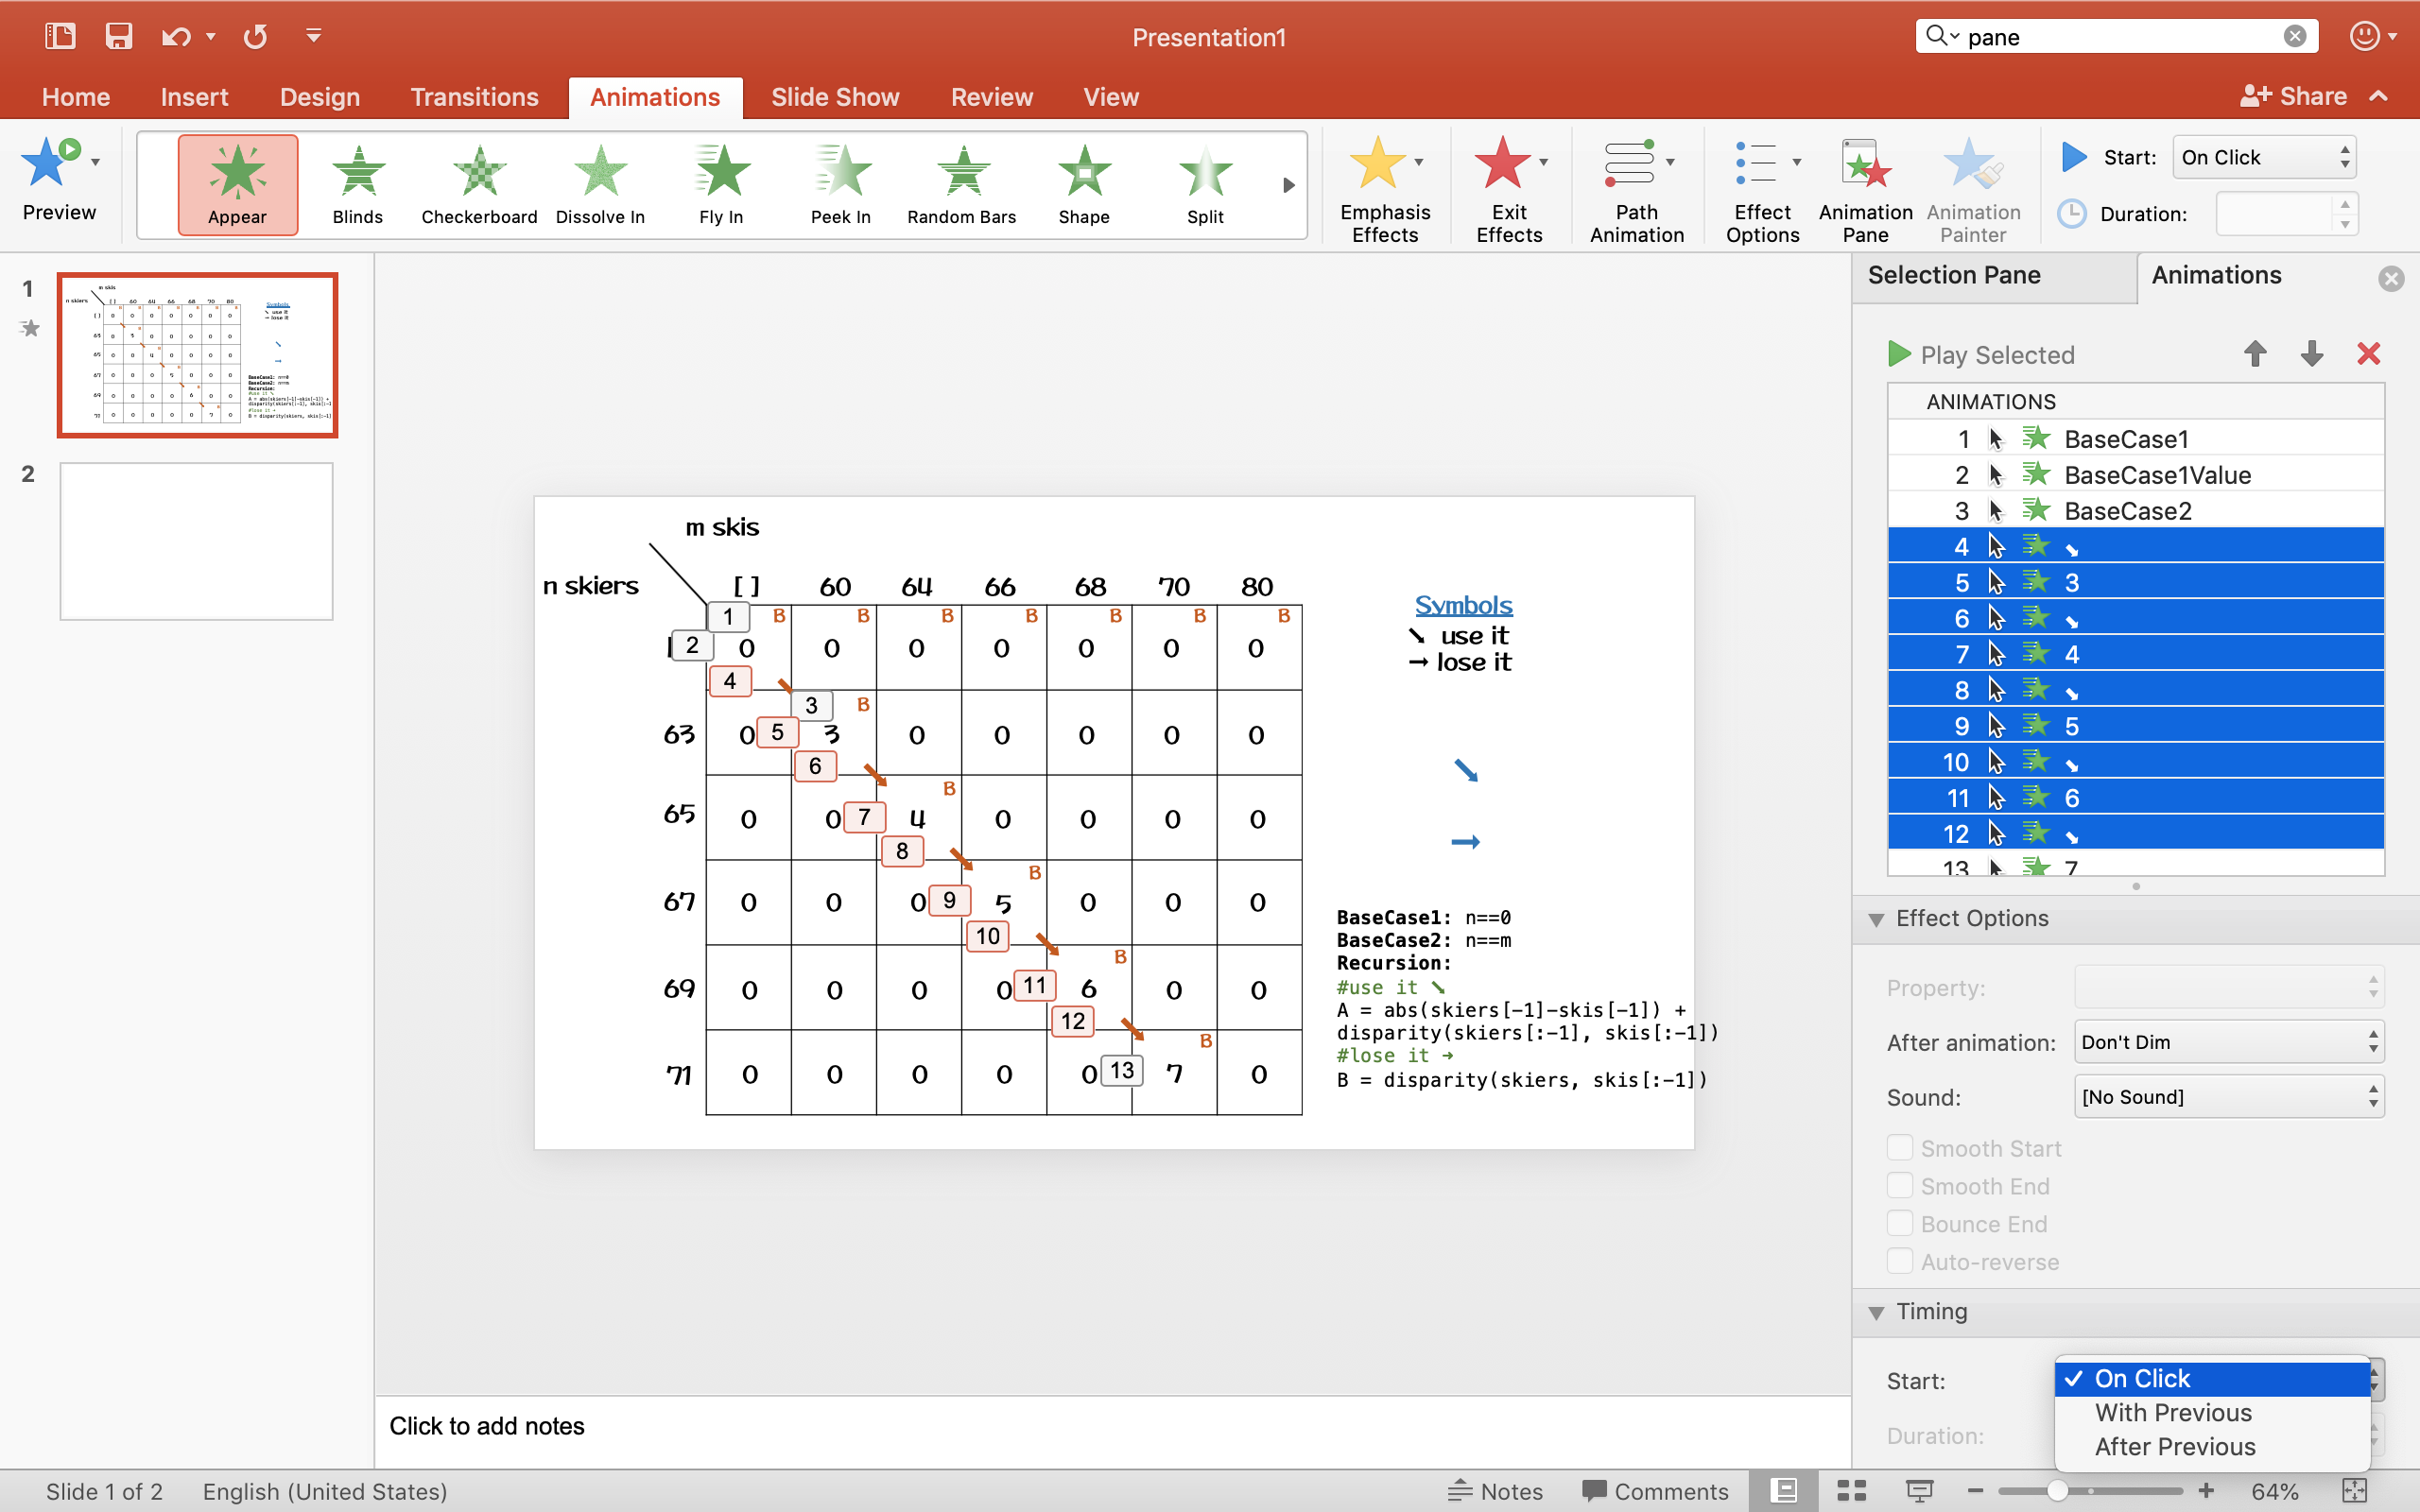 Presentation1
pane
Home Insert Design Transitions Animations Slide Show Review View Share
Preview
Appear Blinds Checkerboard Dissolve In Fly In Peek In Random Bars Shape Split
Emphasis Effects
Exit Effects
Path Animation
Effect Options
Animation Pane
Animation Painter
Start: On Click
Duration:
1
2
m skis
n skiers
[ ] 60 64 66 68 70 80
1 B B B B B B B
2 0 0 0 0 0 0 0
4
3 B
63 0 5 3 0 0 0 0 0
6
B
65 0 0 7 4 0 0 0 0
8
B
67 0 0 0 9 5 0 0 0
10
B
69 0 0 0 0 11 6 0 0
12
B
71 0 0 0 0 0 13 7 0
Symbols
➘ use it
→ lose it
BaseCase1: n==0
BaseCase2: n==m
Recursion:
#use it ➘
A = abs(skiers[-1]-skis[-1]) +
disparity(skiers[:-1], skis[:-1])
#lose it →
B = disparity(skiers, skis[:-1])
Selection Pane Animations
Play Selected
ANIMATIONS
1 BaseCase1
2 BaseCase1Value
3 BaseCase2
4 ➘
5 3
6 ➘
7 4
8 ➘
9 5
10 ➘
11 6
12 ➘
13 7
Effect Options
Property:
After animation: Don't Dim
Sound: [No Sound]
Smooth Start
Smooth End
Bounce End
Auto-reverse
Timing
Start: ✓ On Click
With Previous
Duration:
After Previous
Click to add notes
Slide 1 of 2 English (United States) Notes Comments 64%